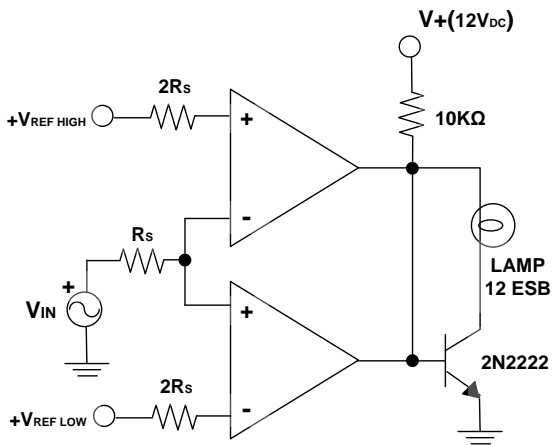 V+(12VDC)
2RS
+VREF HIGH
+
10KΩ
-
RS
+
VIN
LAMP
12 ESB
+
2N2222
2RS
-
+VREF LOW